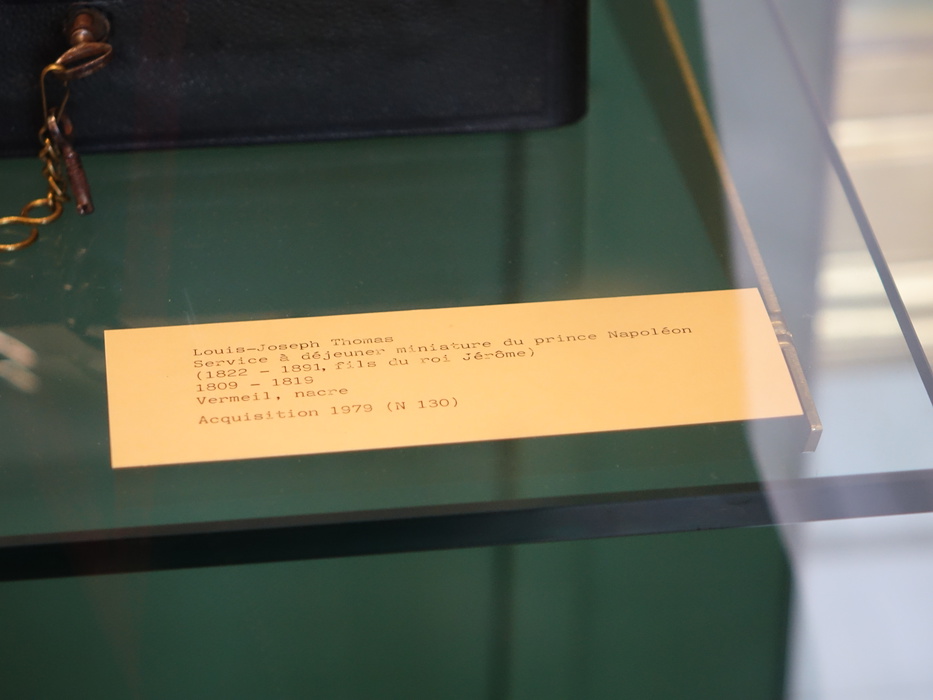 Louis-Joseph Thomas
Service à déjeuner miniature du prince Napoléon
(1822 - 1891, fils du roi Jérôme)
1809 - 1819
Vermeil, nacre
Acquisition 1979 (N 130)